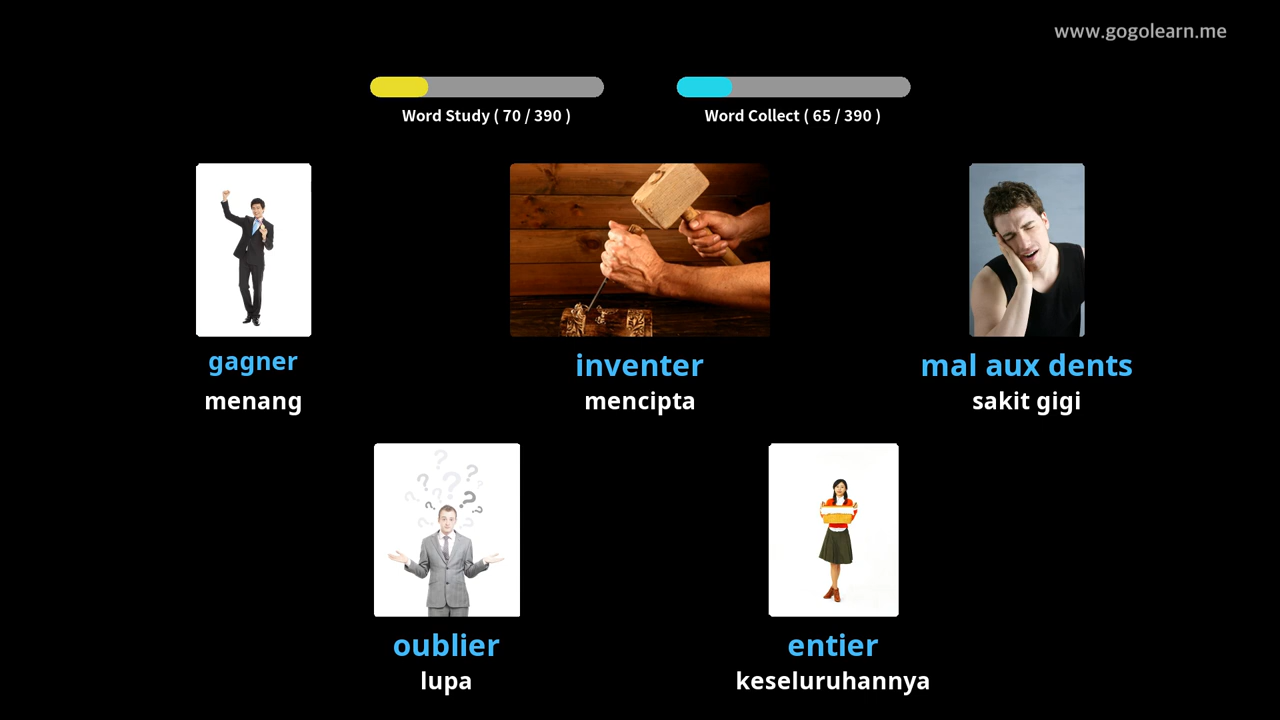 www.gogolearn.me
Word Study ( 70 / 390 )
Word Collect ( 65 / 390 )
gagner
menang
inventer
mencipta
mal aux dents
sakit gigi
oublier
lupa
entier
keseluruhannya